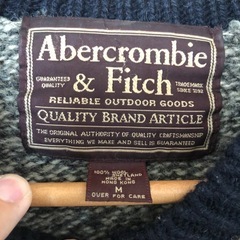 Abercrombie
GUARANTEED
QUALITY
& Fitch
TRADEMARK
SINCE 1892
RELIABLE OUTDOOR GOODS
QUALITY BRAND ARTICLE
THE ORIGINAL AUTHORITY OF QUALITY CRAFTSMANSHIP
EVERYTHING WE MAKE AND SELL IS GUARANTEED
100% WOOL
SHETLAND
MADE IN
HONG KONG
M
OVER FOR CARE